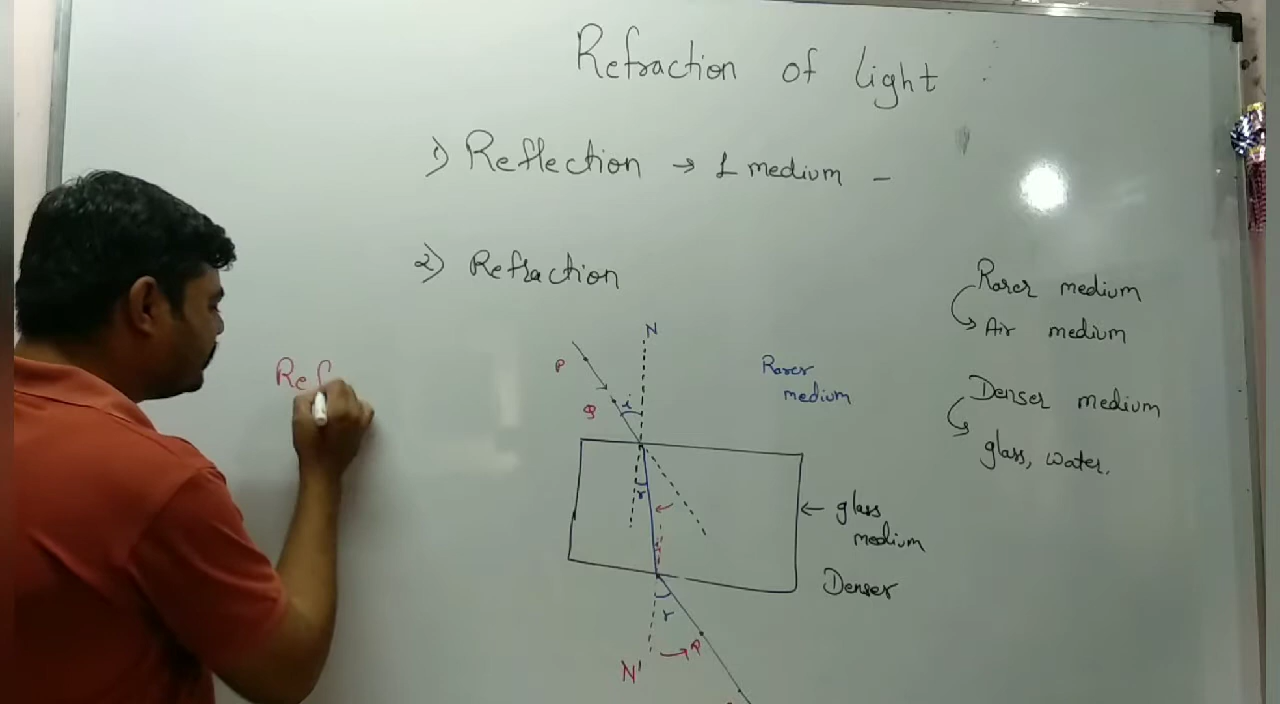 Refraction of light
1) Reflection → 1 medium –
2) Refraction
Rarer medium
Air medium
Denser medium
glass, water.
Ref
N
P
Q
i
Rarer
medium
r
← glass
medium
Denser
r
N'